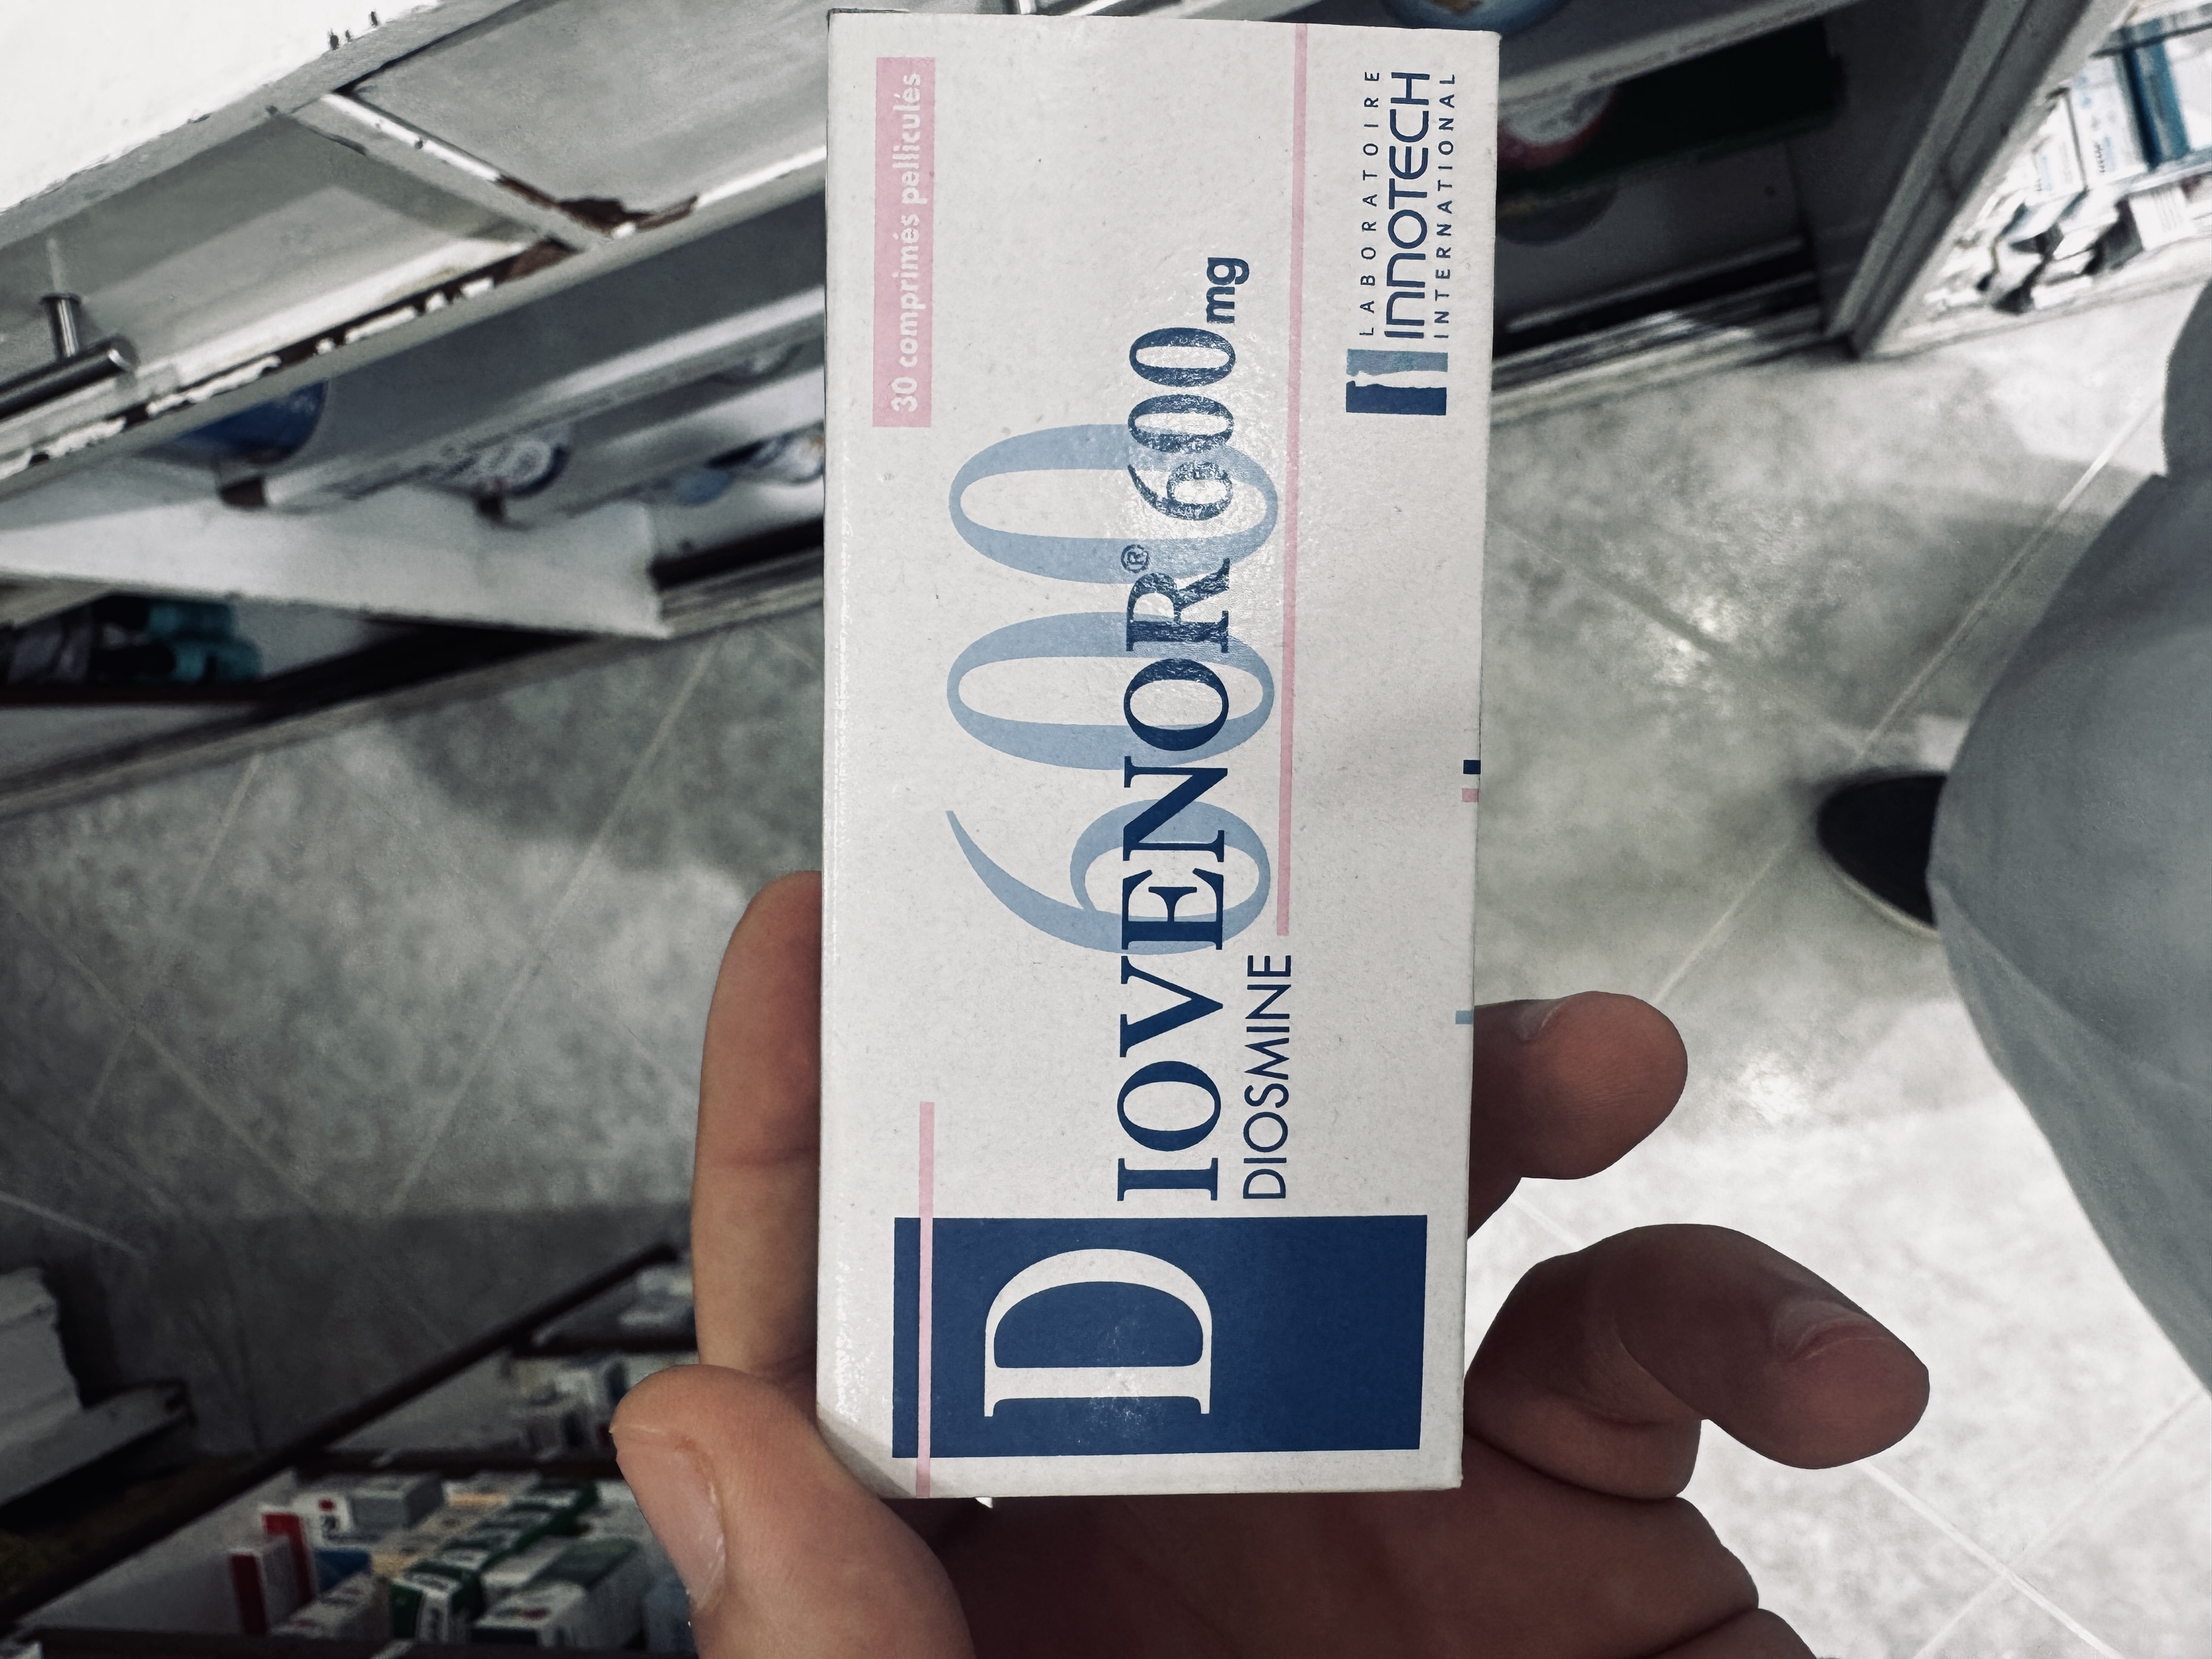 30 comprimés pelliculés
600
DIOVENOR® 600mg
DIOSMINE
LABORATOIRE
INNOTECH
INTERNATIONAL